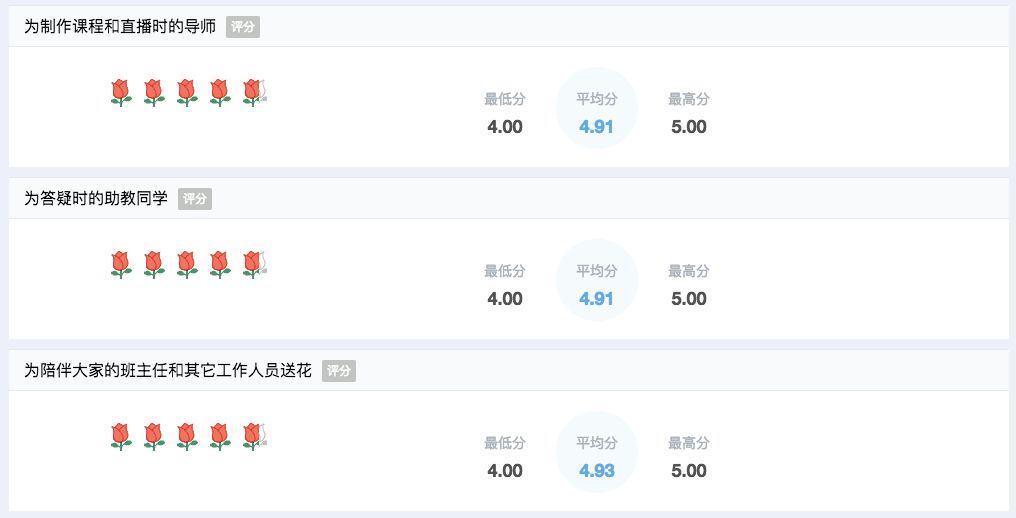 为制作课程和直播时的导师 评分
最低分 平均分 最高分
4.00 4.91 5.00
为答疑时的助教同学 评分
最低分 平均分 最高分
4.00 4.91 5.00
为陪伴大家的班主任和其它工作人员送花 评分
最低分 平均分 最高分
4.00 4.93 5.00